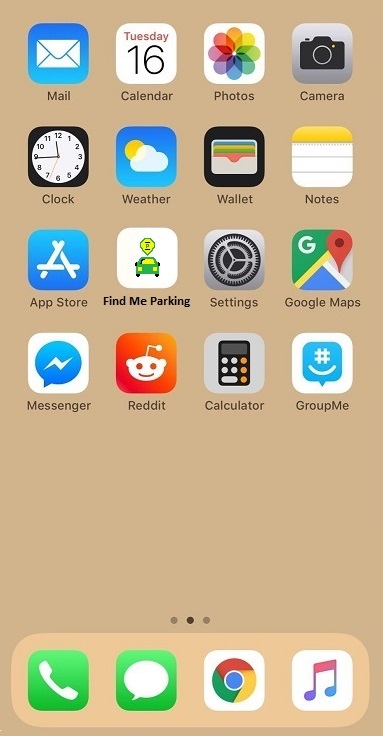 Tuesday
16
Mail Calendar Photos Camera
12
Clock Weather Wallet Notes
G
App Store Find Me Parking Settings Google Maps
#
Messenger Reddit Calculator GroupMe